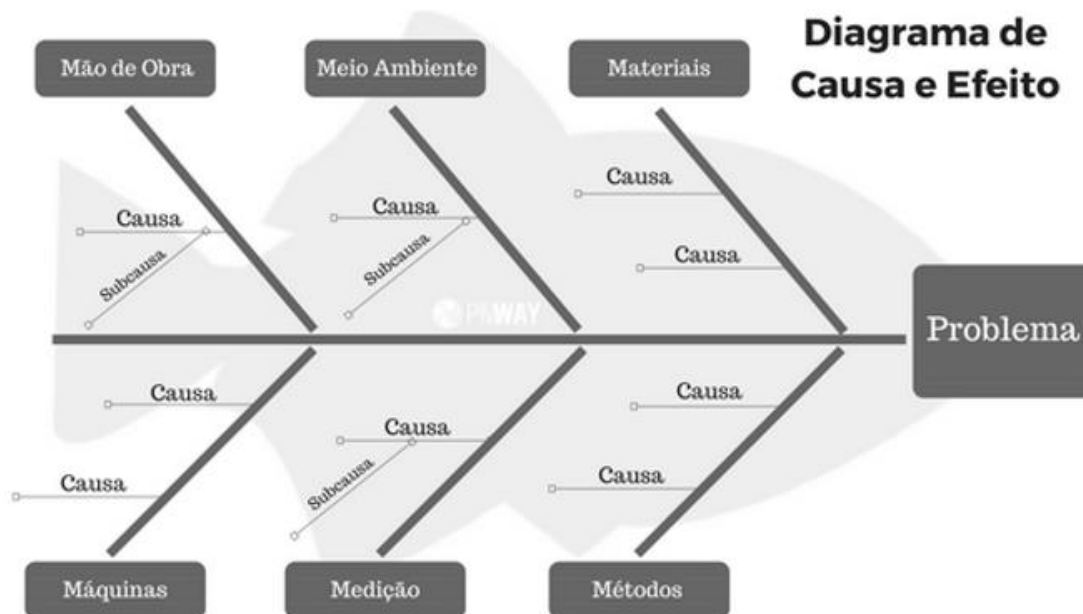 Diagrama de
Causa e Efeito
Mão de Obra
Meio Ambiente
Materiais
Causa
Subcausa
Causa
Subcausa
Causa
Causa
PMWAY
Problema
Causa
Causa
Causa
Subcausa
Causa
Causa
Máquinas
Medição
Métodos